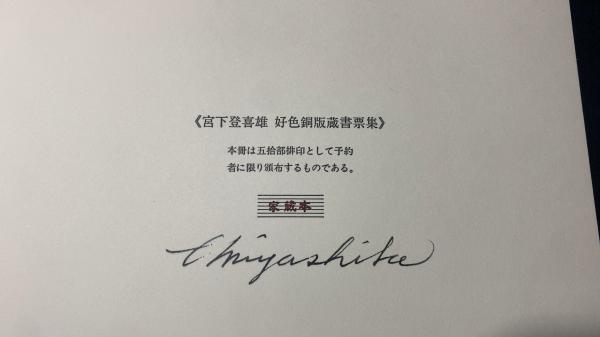 《宮下登喜雄 好色銅版蔵書票集》
本冊は五拾部排印として予約
者に限り頒布するものである。
家蔵本
Miyashita